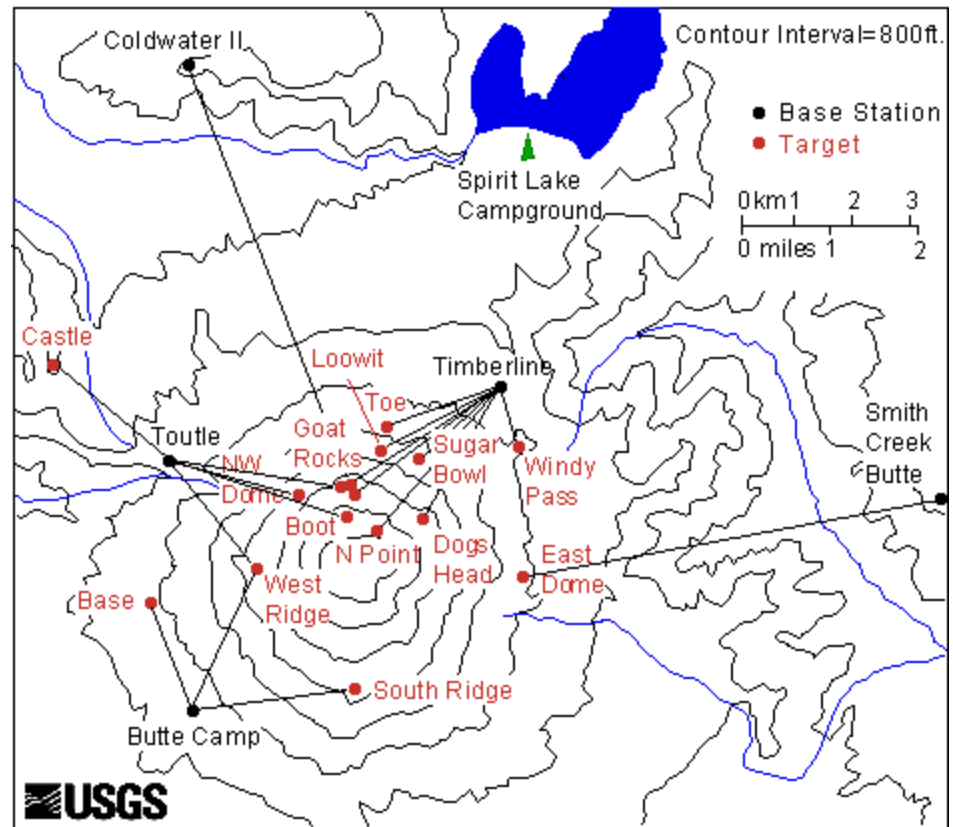 Coldwater II
Contour Interval=800ft.
Base Station
Target
Spirit Lake
Campground
0km1 2 3
0 miles 1 2
Castle
Loowit
Timberline
Toe
Toutle
Goat
Rocks
Sugar
Bowl
Smith
Creek
Butte
NW
Dome
Windy
Pass
Boot
N Point
Dogs
Head
East
Dome
West
Ridge
Base
South Ridge
Butte Camp
USGS